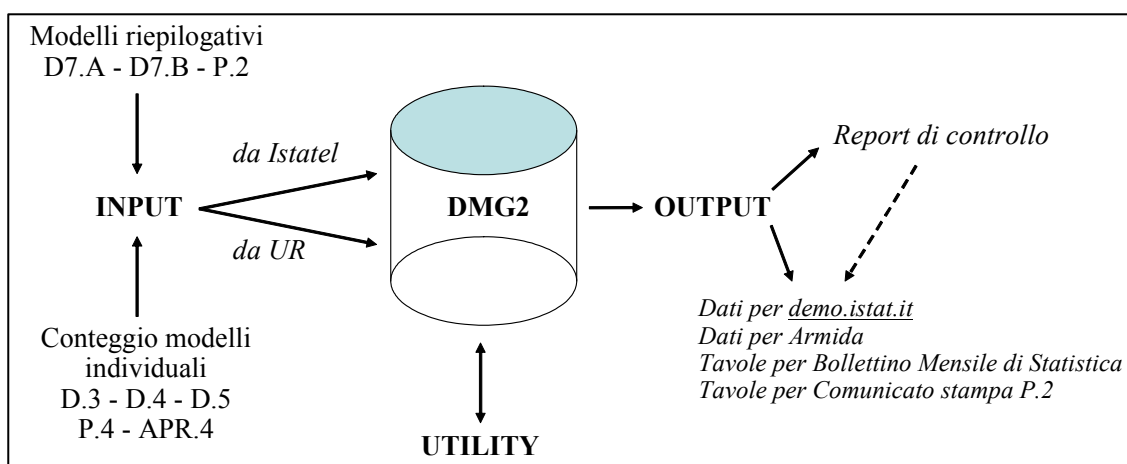 Modelli riepilogativi
D7.A - D7.B - P.2
da Istatel
Report di controllo
INPUT
DMG2
OUTPUT
da UR
Conteggio modelli
individuali
D.3 - D.4 - D.5
P.4 - APR.4
Dati per demo.istat.it
Dati per Armida
Tavole per Bollettino Mensile di Statistica
Tavole per Comunicato stampa P.2
UTILITY